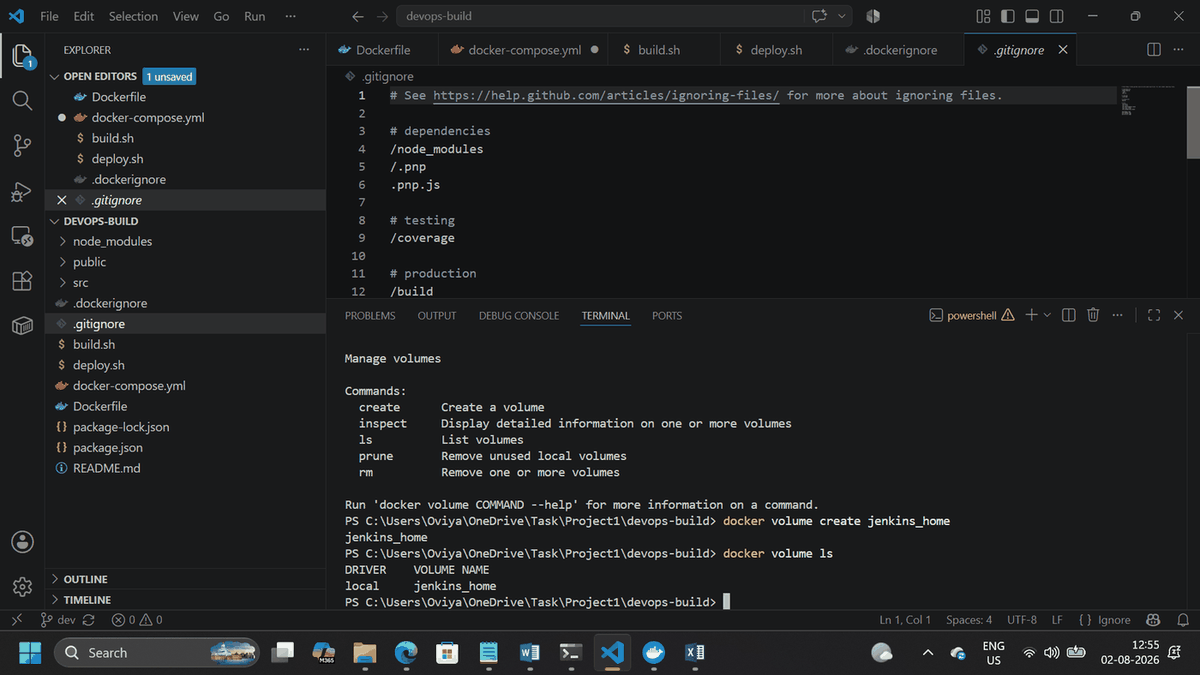 File Edit Selection View Go Run ···
devops-build
EXPLORER ···
OPEN EDITORS 1 unsaved
Dockerfile
docker-compose.yml
$ build.sh
$ deploy.sh
.dockerignore
.gitignore
DEVOPS-BUILD
node_modules
public
src
.dockerignore
.gitignore
$ build.sh
$ deploy.sh
docker-compose.yml
Dockerfile
{} package-lock.json
{} package.json
README.md
OUTLINE
TIMELINE
Dockerfile docker-compose.yml $ build.sh $ deploy.sh .dockerignore .gitignore
.gitignore
1 # See https://help.github.com/articles/ignoring-files/ for more about ignoring files.
2
3 # dependencies
4 /node_modules
5 /.pnp
6 .pnp.js
7
8 # testing
9 /coverage
10
11 # production
12 /build
PROBLEMS OUTPUT DEBUG CONSOLE TERMINAL PORTS powershell
Manage volumes
Commands:
create Create a volume
inspect Display detailed information on one or more volumes
ls List volumes
prune Remove unused local volumes
rm Remove one or more volumes
Run 'docker volume COMMAND --help' for more information on a command.
PS C:\Users\Oviya\OneDrive\Task\Project1\devops-build> docker volume create jenkins_home
jenkins_home
PS C:\Users\Oviya\OneDrive\Task\Project1\devops-build> docker volume ls
DRIVER VOLUME NAME
local jenkins_home
PS C:\Users\Oviya\OneDrive\Task\Project1\devops-build>
dev 0 0 Ln 1, Col 1 Spaces: 4 UTF-8 LF {} Ignore
Search
M365
ENG
US
12:55
02-08-2026
1